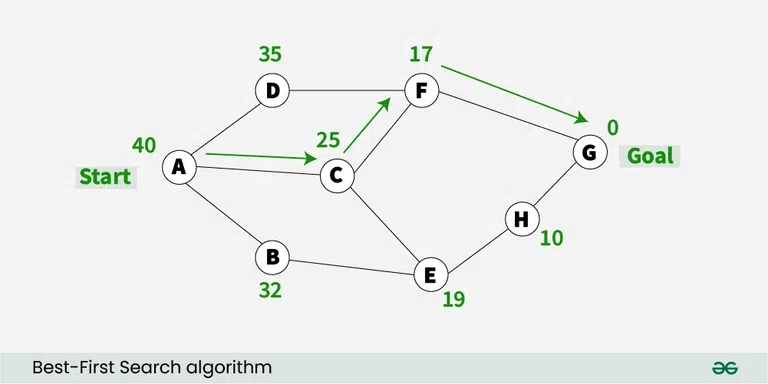 35
17
D
F
40
25
0
A
Start
C
G
Goal
H
10
B
32
E
19
Best-First Search algorithm